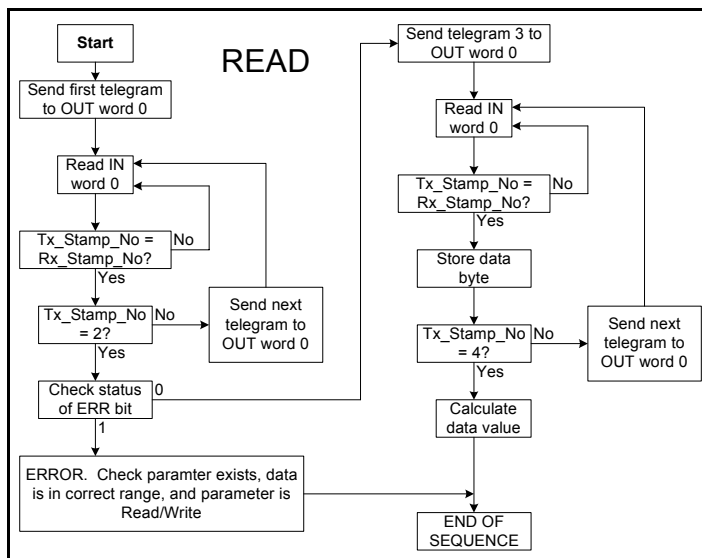 READ
Start
Send first telegram
to OUT word 0
Read IN
word 0
Tx_Stamp_No =
Rx_Stamp_No?
No
Yes
Tx_Stamp_No
= 2?
No
Send next
telegram to
OUT word 0
Yes
Check status
of ERR bit
0
1
ERROR.  Check paramter exists, data
is in correct range, and parameter is
Read/Write
Send telegram 3 to
OUT word 0
Read IN
word 0
Tx_Stamp_No =
Rx_Stamp_No?
No
Yes
Store data
byte
Tx_Stamp_No
= 4?
No
Send next
telegram to
OUT word 0
Yes
Calculate
data value
END OF
SEQUENCE